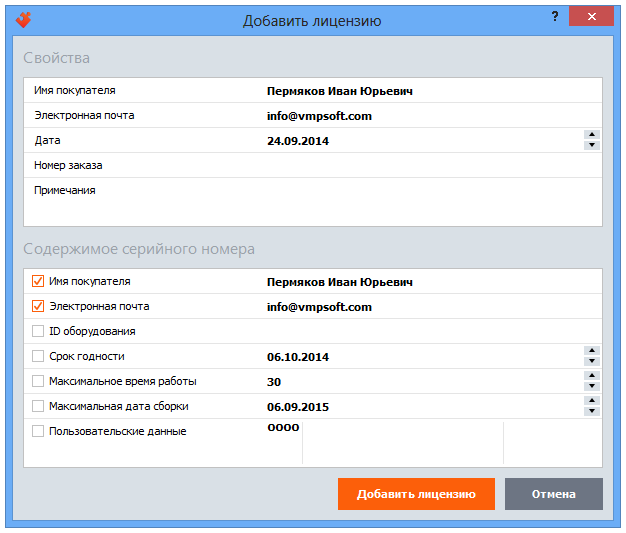 Добавить лицензию
?
Свойства
Имя покупателя Пермяков Иван Юрьевич
Электронная почта info@vmpsoft.com
Дата 24.09.2014
Номер заказа
Примечания
Содержимое серийного номера
Имя покупателя Пермяков Иван Юрьевич
Электронная почта info@vmpsoft.com
ID оборудования
Срок годности 06.10.2014
Максимальное время работы 30
Максимальная дата сборки 06.09.2015
Пользовательские данные 0000
Добавить лицензию Отмена